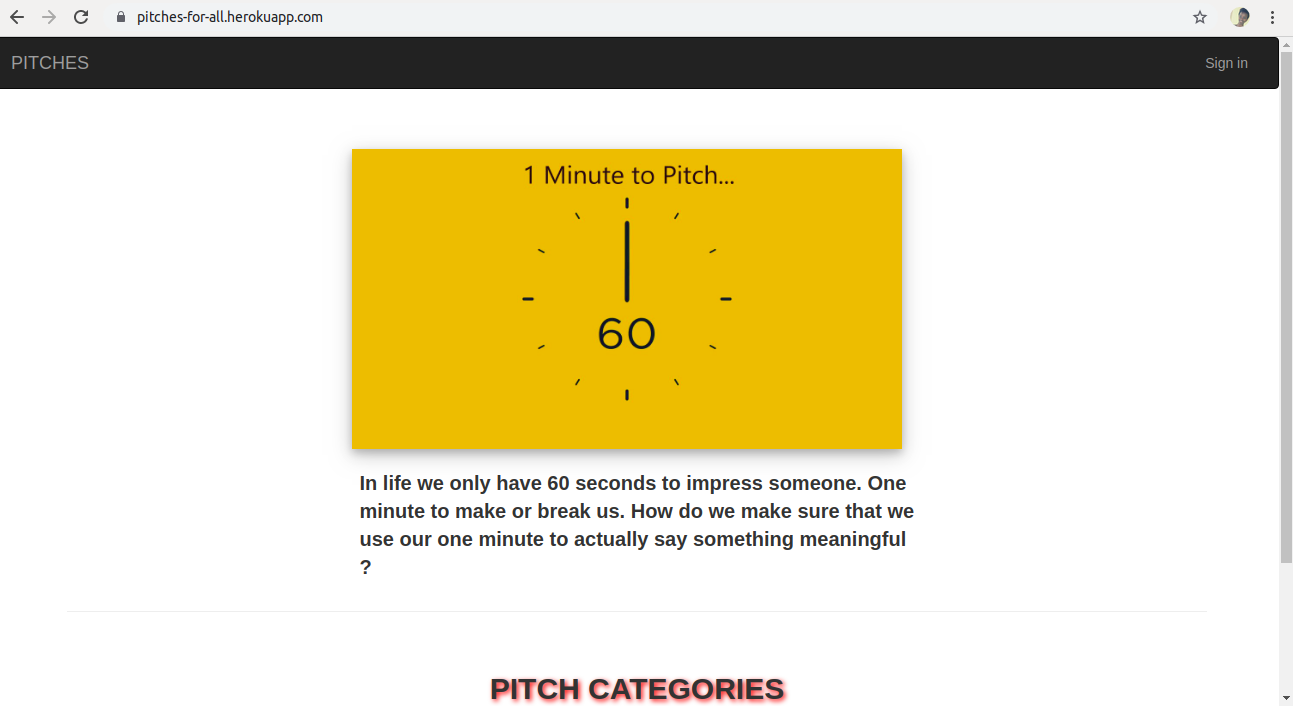 pitches-for-all.herokuapp.com
PITCHES
Sign in
1 Minute to Pitch...
60
In life we only have 60 seconds to impress someone. One
minute to make or break us. How do we make sure that we
use our one minute to actually say something meaningful
?
PITCH CATEGORIES